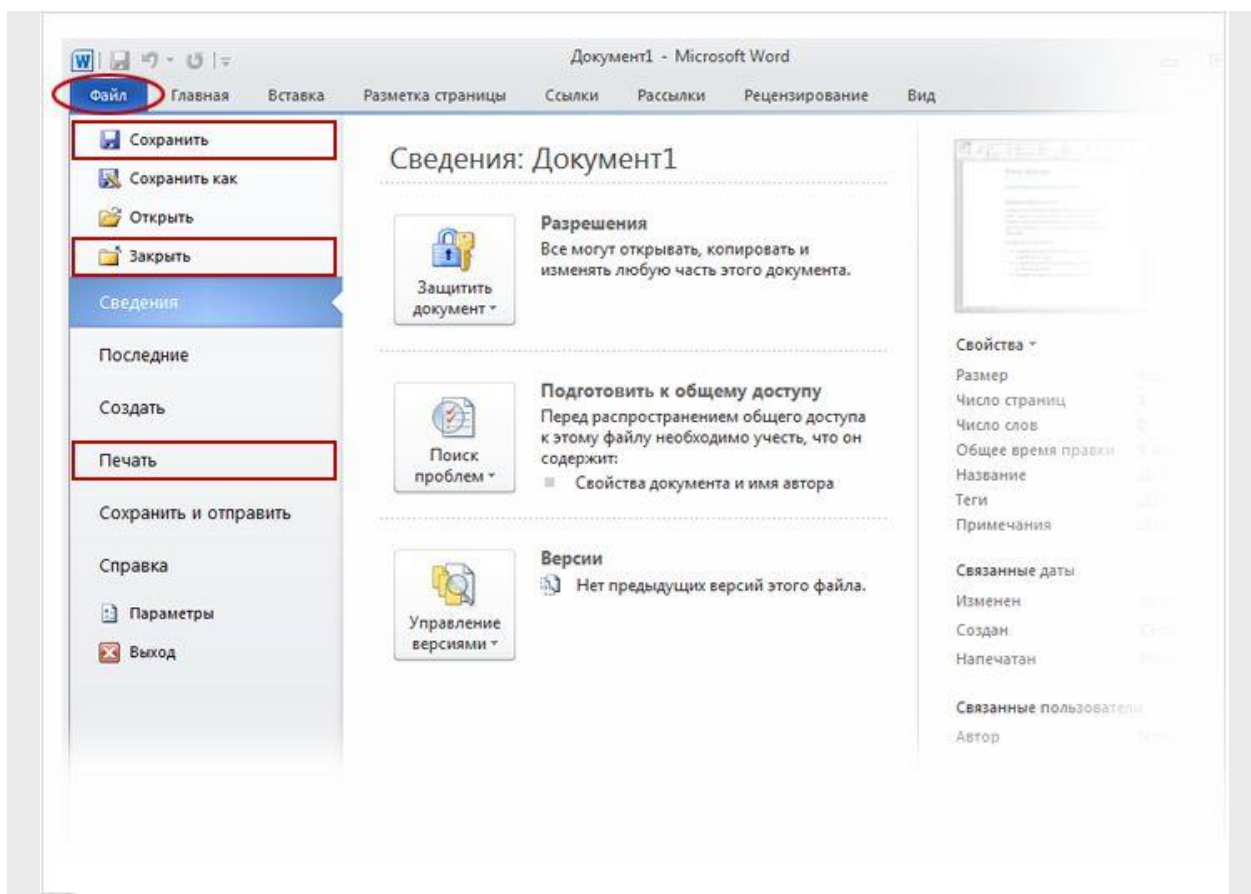 Документ1 - Microsoft Word
Файл Главная Вставка Разметка страницы Ссылки Рассылки Рецензирование Вид
Сохранить
Сохранить как
Открыть
Закрыть
Сведения
Последние
Создать
Печать
Сохранить и отправить
Справка
Параметры
Выход
Сведения: Документ1
Защитить
документ
Разрешения
Все могут открывать, копировать и
изменять любую часть этого документа.
Поиск
проблем
Подготовить к общему доступу
Перед распространением общего доступа
к этому файлу необходимо учесть, что он
содержит:
Свойства документа и имя автора
Управление
версиями
Версии
Нет предыдущих версий этого файла.
Свойства
Размер
Число страниц
Число слов
Общее время правки
Название
Теги
Примечания
Связанные даты
Изменен
Создан
Напечатан
Связанные пользователи
Автор